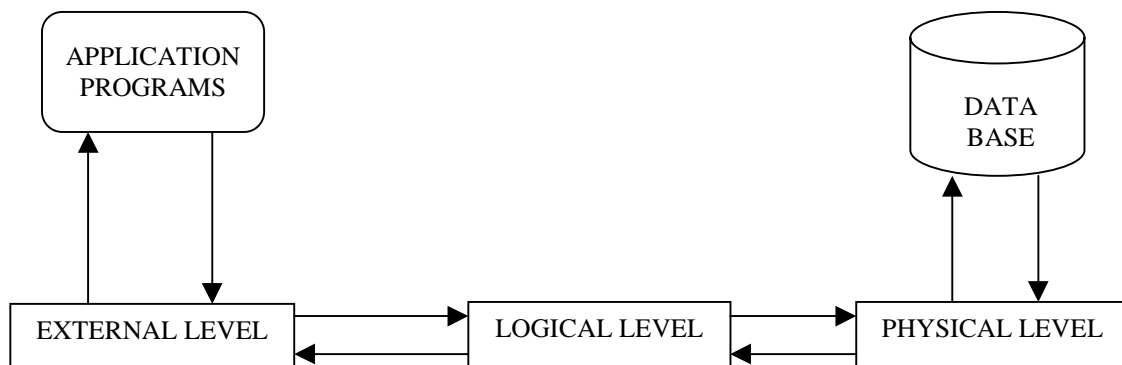 APPLICATION
PROGRAMS
DATA
BASE
EXTERNAL LEVEL
LOGICAL LEVEL
PHYSICAL LEVEL